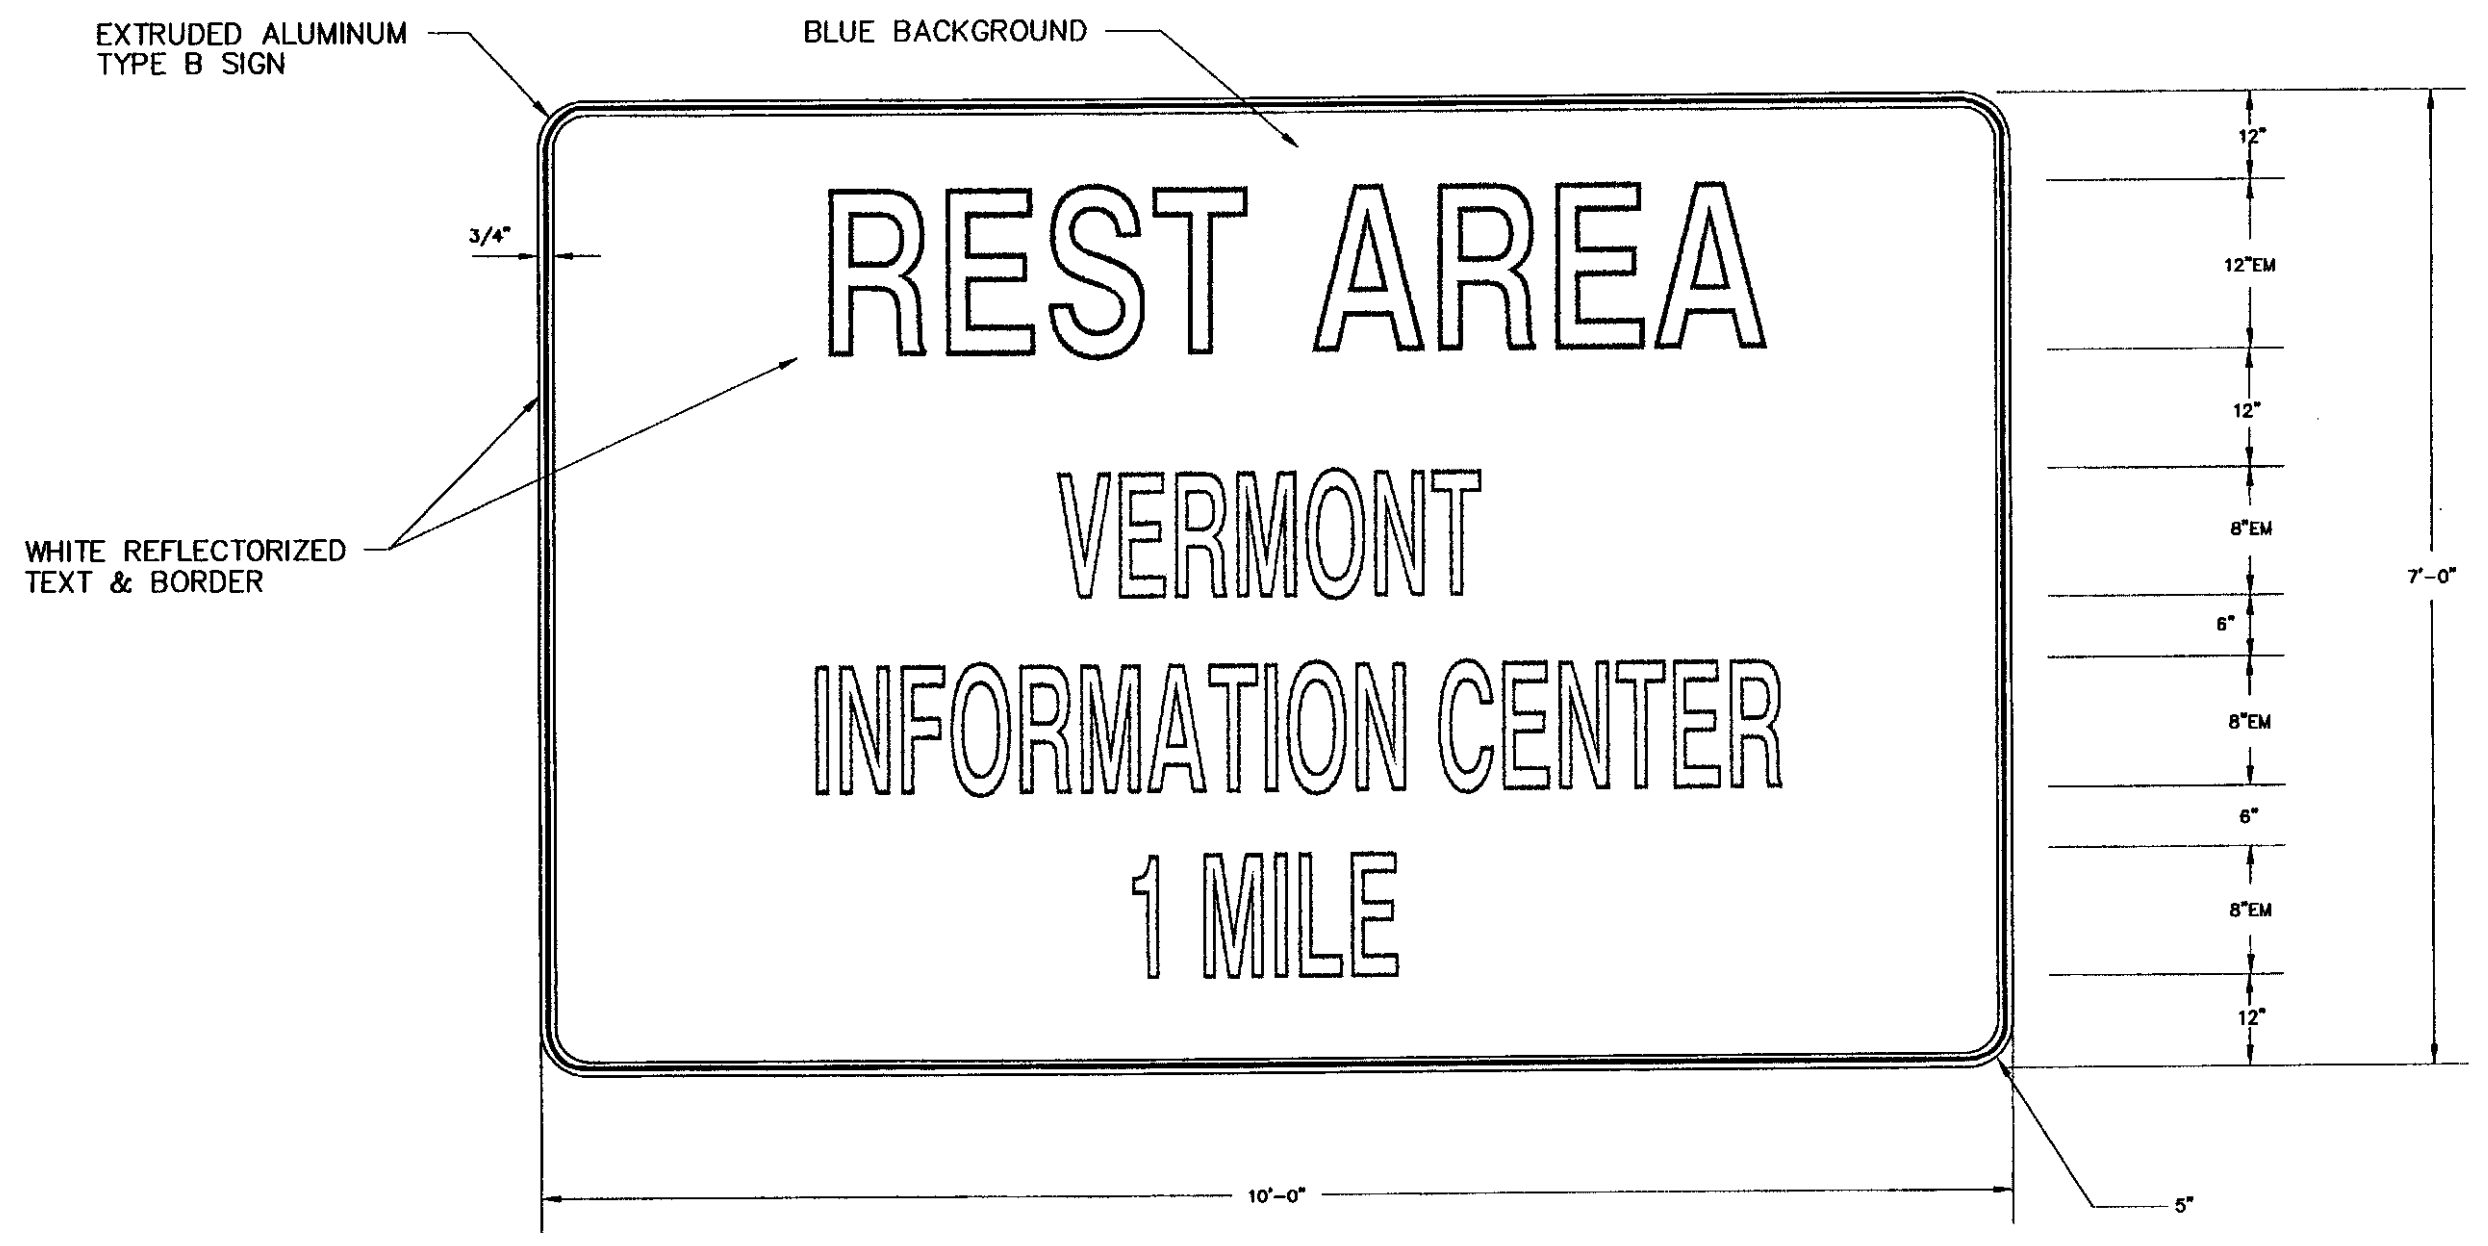 EXTRUDED ALUMINUM
TYPE B SIGN
BLUE BACKGROUND
12"
REST AREA
3/4"
12"EM
12"
WHITE REFLECTORIZED
TEXT & BORDER
VERMONT
8"EM
7'-0"
6"
INFORMATION CENTER
8"EM
6"
1 MILE
8"EM
12"
10'-0"
5"